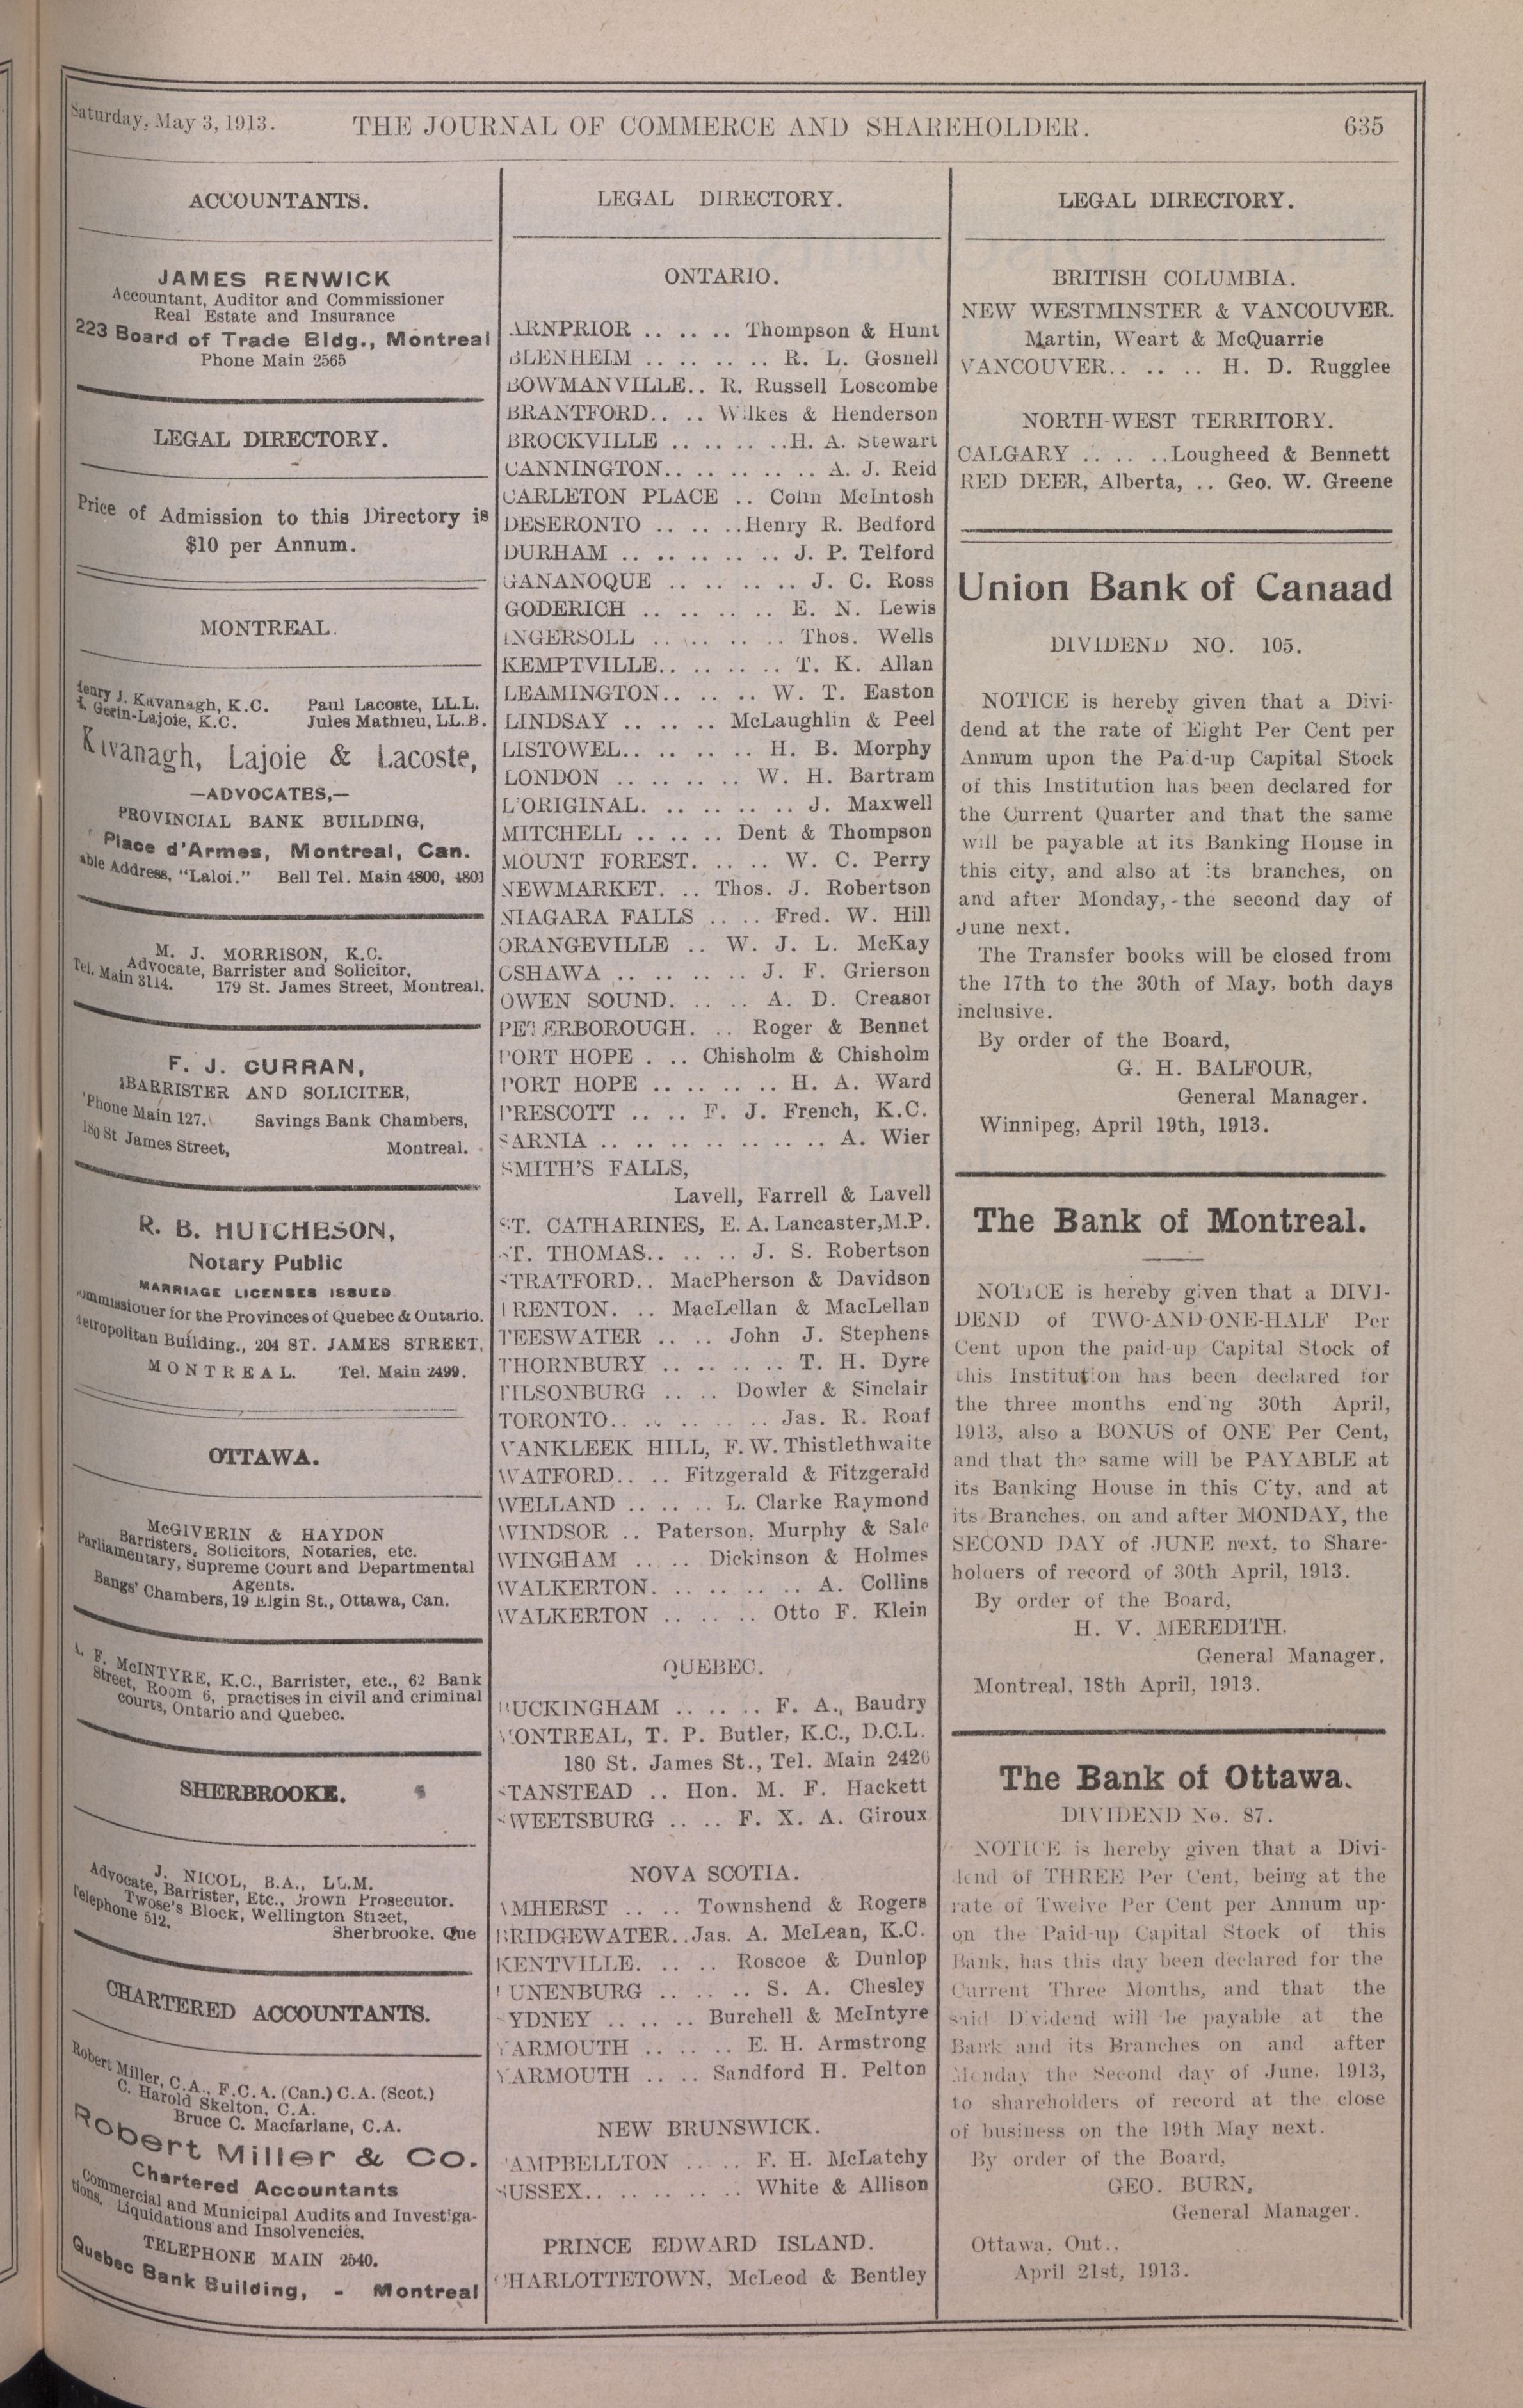 Saturday, May 3, 1913.
THE JOURNAL OF COMMERCE AND SHAREHOLDER.
635
ACCOUNTANTS.
JAMES RENWICK
Accountant, Auditor and Commissioner
Real Estate and Insurance
223 Board of Trade Bldg., Montreal
Phone Main 2565
LEGAL DIRECTORY.
Price of Admission to this Directory is
$10 per Annum.
MONTREAL.
Henry J. Kavanagh, K.C. Paul Lacoste, LL.L.
Gerin-Lajoie, K.C. Jules Mathieu, LL.B.
Kavanagh, Lajoie & Lacoste,
—ADVOCATES,—
PROVINCIAL BANK BUILDING,
Place d'Armes, Montreal, Can.
able Address, "Laloi." Bell Tel. Main 4800, 4801
M. J. MORRISON, K.C.
Advocate, Barrister and Solicitor,
Tel. Main 3114. 179 St. James Street, Montreal.
F. J. CURRAN,
BARRISTER AND SOLICITER,
'Phone Main 127. Savings Bank Chambers,
180 St James Street, Montreal.
R. B. HUTCHESON,
Notary Public
MARRIAGE LICENSES ISSUED
ommissioner for the Provinces of Quebec & Ontario.
etropolitan Building., 204 ST. JAMES STREET,
MONTREAL. Tel. Main 2499.
OTTAWA.
McGIVERIN & HAYDON
Barristers, Solicitors, Notaries, etc.
Parliamentary, Supreme Court and Departmental
Agents.
Bangs' Chambers, 19 Elgin St., Ottawa, Can.
A. F. McINTYRE, K.C., Barrister, etc., 62 Bank
Street, Room 6, practises in civil and criminal
courts, Ontario and Quebec.
SHERBROOKE.
J. NICOL, B.A., LL.M.
Advocate, Barrister, Etc., Crown Prosecutor.
Twose's Block, Wellington Street,
Telephone 512. Sherbrooke, Que
CHARTERED ACCOUNTANTS.
Robert Miller, C.A., F.C.A. (Can.) C.A. (Scot.)
C. Harold Skelton, C.A.
Bruce C. Macfarlane, C.A.
Robert Miller & Co.
Chartered Accountants
Commercial and Municipal Audits and Investiga-
tions, Liquidations and Insolvencies.
TELEPHONE MAIN 2540.
Quebec Bank Building, - Montreal
LEGAL DIRECTORY.
ONTARIO.
ARNPRIOR .. .. .. Thompson & Hunt
BLENHEIM .. .. .. .. R. L. Gosnell
BOWMANVILLE.. R. Russell Loscombe
BRANTFORD.. .. Wilkes & Henderson
BROCKVILLE .. .. .. ..H. A. Stewart
CANNINGTON.. .. .. .. .. A. J. Reid
CARLETON PLACE .. Colin McIntosh
DESERONTO .. .. ..Henry R. Bedford
DURHAM .. .. .. .. .. J. P. Telford
GANANOQUE .. .. .. .. J. C. Ross
GODERICH .. .. .. .. E. N. Lewis
INGERSOLL .. .. .. .. Thos. Wells
KEMPTVILLE.. .. .. .. T. K. Allan
LEAMINGTON.. .. .. W. T. Easton
LINDSAY .. .. .. McLaughlin & Peel
LISTOWEL.. .. .. .. H. B. Morphy
LONDON .. .. .. .. W. H. Bartram
L'ORIGINAL. .. .. .. .. J. Maxwell
MITCHELL .. .. .. Dent & Thompson
MOUNT FOREST. .. .. W. C. Perry
NEWMARKET. .. Thos. J. Robertson
NIAGARA FALLS .. .. Fred. W. Hill
ORANGEVILLE .. W. J. L. McKay
OSHAWA .. .. .. .. J. F. Grierson
OWEN SOUND. .. .. A. D. Creasor
PETERBOROUGH. .. Roger & Bennet
PORT HOPE . .. Chisholm & Chisholm
PORT HOPE .. .. .. .. H. A. Ward
PRESCOTT .. .. F. J. French, K.C.
SARNIA .. .. .. .. .. .. A. Wier
SMITH'S FALLS,
Lavell, Farrell & Lavell
ST. CATHARINES, E. A. Lancaster,M.P.
ST. THOMAS.. .. .. J. S. Robertson
STRATFORD.. MacPherson & Davidson
TRENTON. .. MacLellan & MacLellan
TEESWATER .. .. John J. Stephens
THORNBURY .. .. .. .. T. H. Dyre
TILSONBURG .. .. Dowler & Sinclair
TORONTO.. .. .. .. .. Jas. R. Roaf
VANKLEEK HILL, F. W. Thistlethwaite
WATFORD.. .. Fitzgerald & Fitzgerald
WELLAND .. .. .. L. Clarke Raymond
WINDSOR .. Paterson, Murphy & Sale
WINGHAM .. .. Dickinson & Holmes
WALKERTON. .. .. .. .. A. Collins
WALKERTON .. .. .. Otto F. Klein
QUEBEC.
BUCKINGHAM .. .. .. F. A., Baudry
MONTREAL, T. P. Butler, K.C., D.C.L.
180 St. James St., Tel. Main 2426
STANSTEAD .. Hon. M. F. Hackett
SWEETSBURG .. .. F. X. A. Giroux
NOVA SCOTIA.
AMHERST .. .. Townshend & Rogers
BRIDGEWATER..Jas. A. McLean, K.C.
KENTVILLE. .. .. Roscoe & Dunlop
LUNENBURG .. .. .. S. A. Chesley
SYDNEY .. .. .. Burchell & McIntyre
YARMOUTH .. .. .. E. H. Armstrong
YARMOUTH .. .. Sandford H. Pelton
NEW BRUNSWICK.
CAMPBELLTON .. .. F. H. McLatchy
SUSSEX.. .. .. .. .. White & Allison
PRINCE EDWARD ISLAND.
CHARLOTTETOWN, McLeod & Bentley
LEGAL DIRECTORY.
BRITISH COLUMBIA.
NEW WESTMINSTER & VANCOUVER.
Martin, Weart & McQuarrie
VANCOUVER.. .. .. H. D. Rugglee
NORTH-WEST TERRITORY.
CALGARY .. .. ..Lougheed & Bennett
RED DEER, Alberta, .. Geo. W. Greene
Union Bank of Canaad
DIVIDEND NO. 105.
NOTICE is hereby given that a Divi-
dend at the rate of Eight Per Cent per
Annum upon the Paid-up Capital Stock
of this Institution has been declared for
the Current Quarter and that the same
will be payable at its Banking House in
this city, and also at its branches, on
and after Monday, the second day of
June next.
The Transfer books will be closed from
the 17th to the 30th of May, both days
inclusive.
By order of the Board,
G. H. BALFOUR,
General Manager.
Winnipeg, April 19th, 1913.
The Bank of Montreal.
NOTICE is hereby given that a DIVI-
DEND of TWO-AND-ONE-HALF Per
Cent upon the paid-up Capital Stock of
this Institution has been declared for
the three months ending 30th April,
1913, also a BONUS of ONE Per Cent,
and that the same will be PAYABLE at
its Banking House in this City, and at
its Branches, on and after MONDAY, the
SECOND DAY of JUNE next, to Share-
holders of record of 30th April, 1913.
By order of the Board,
H. V. MEREDITH,
General Manager.
Montreal, 18th April, 1913.
The Bank of Ottawa.
DIVIDEND No. 87.
NOTICE is hereby given that a Divi-
dend of THREE Per Cent, being at the
rate of Twelve Per Cent per Annum up-
on the Paid-up Capital Stock of this
Bank, has this day been declared for the
Current Three Months, and that the
said Dividend will be payable at the
Bank and its Branches on and after
Monday the Second day of June, 1913,
to shareholders of record at the close
of business on the 19th May next.
By order of the Board,
GEO. BURN,
General Manager.
Ottawa, Ont..
April 21st, 1913.